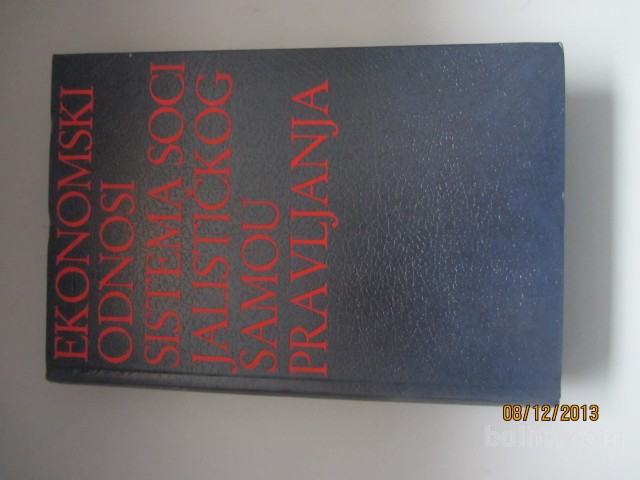 EKONOMSKI
ODNOSI
SISTEMA SOCI
JALISTIČKOG
SAMOU
PRAVLJANJA
08/12/2013